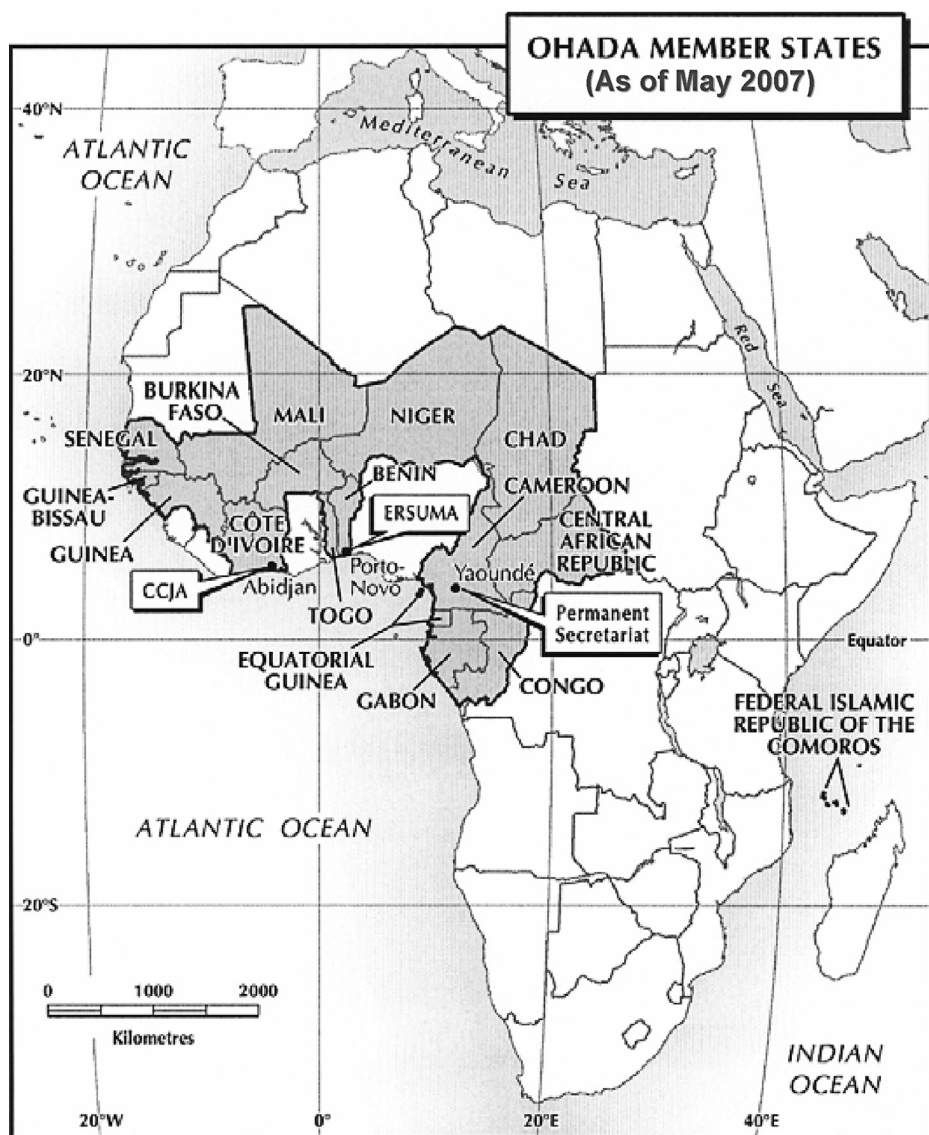 OHADA MEMBER STATES
(As of May 2007)
40°N
ATLANTIC
OCEAN
Mediterranean
Sea
Red
Sea
20°N
BURKINA
FASO
MALI
NIGER
CHAD
SENEGAL
BENIN
CAMEROON
GUINEA-
BISSAU
ERSUMA
GUINEA
CÔTE
D'IVOIRE
CENTRAL
AFRICAN
REPUBLIC
CCJA
Abidjan
Porto-
Novo
Yaoundé
TOGO
Permanent
Secretariat
0°
Equator
EQUATORIAL
GUINEA
GABON
CONGO
FEDERAL ISLAMIC
REPUBLIC OF THE
COMOROS
ATLANTIC OCEAN
20°S
0 1000 2000
Kilometres
INDIAN
OCEAN
20°W
0°
20°E
40°E